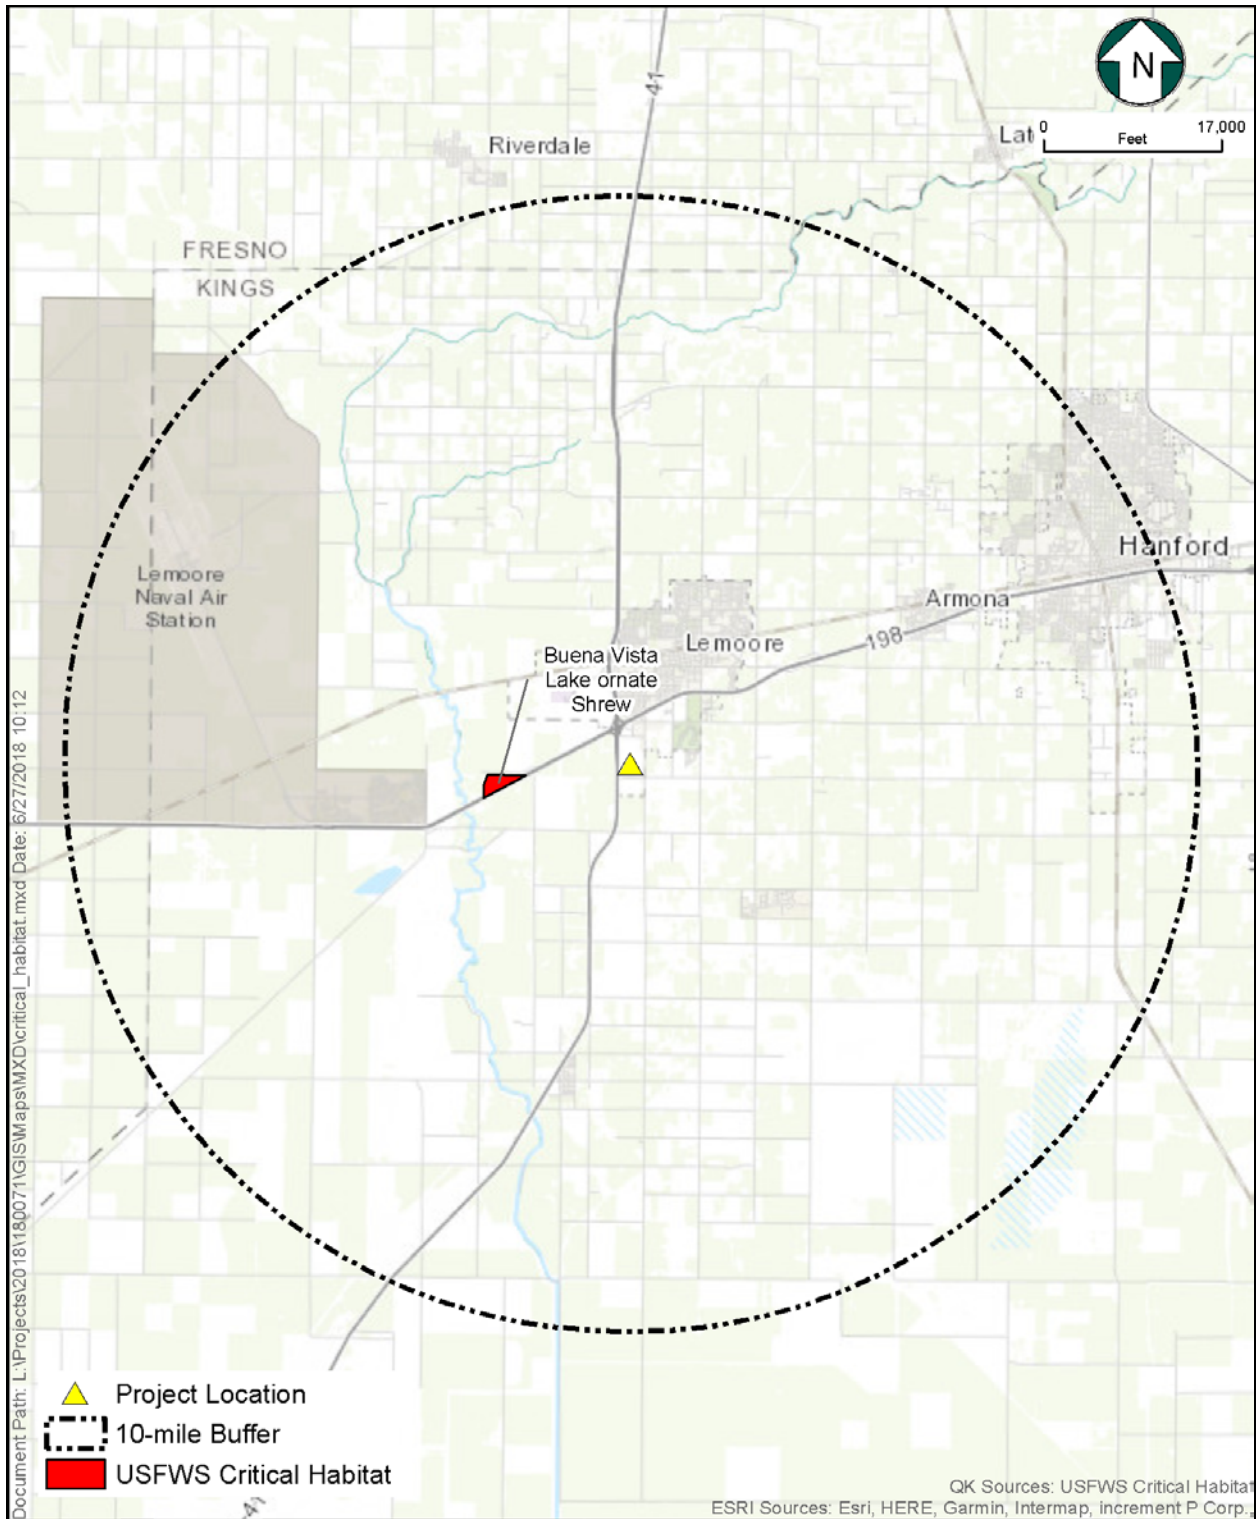 N
0
17,000
Feet
41
Riverdale
Lat
FRESNO
KINGS
Hanford
Lemoore
Naval Air
Station
Armona
198
Lemoore
Buena Vista
Lake ornate
Shrew
Document Path: L:\Projects\2018\180071\GIS\Maps\MXD\critical_habitat.mxd Date: 6/27/2018 10:12
Project Location
10-mile Buffer
USFWS Critical Habitat
41
QK Sources: USFWS Critical Habitat
ESRI Sources: Esri, HERE, Garmin, Intermap, increment P Corp.,